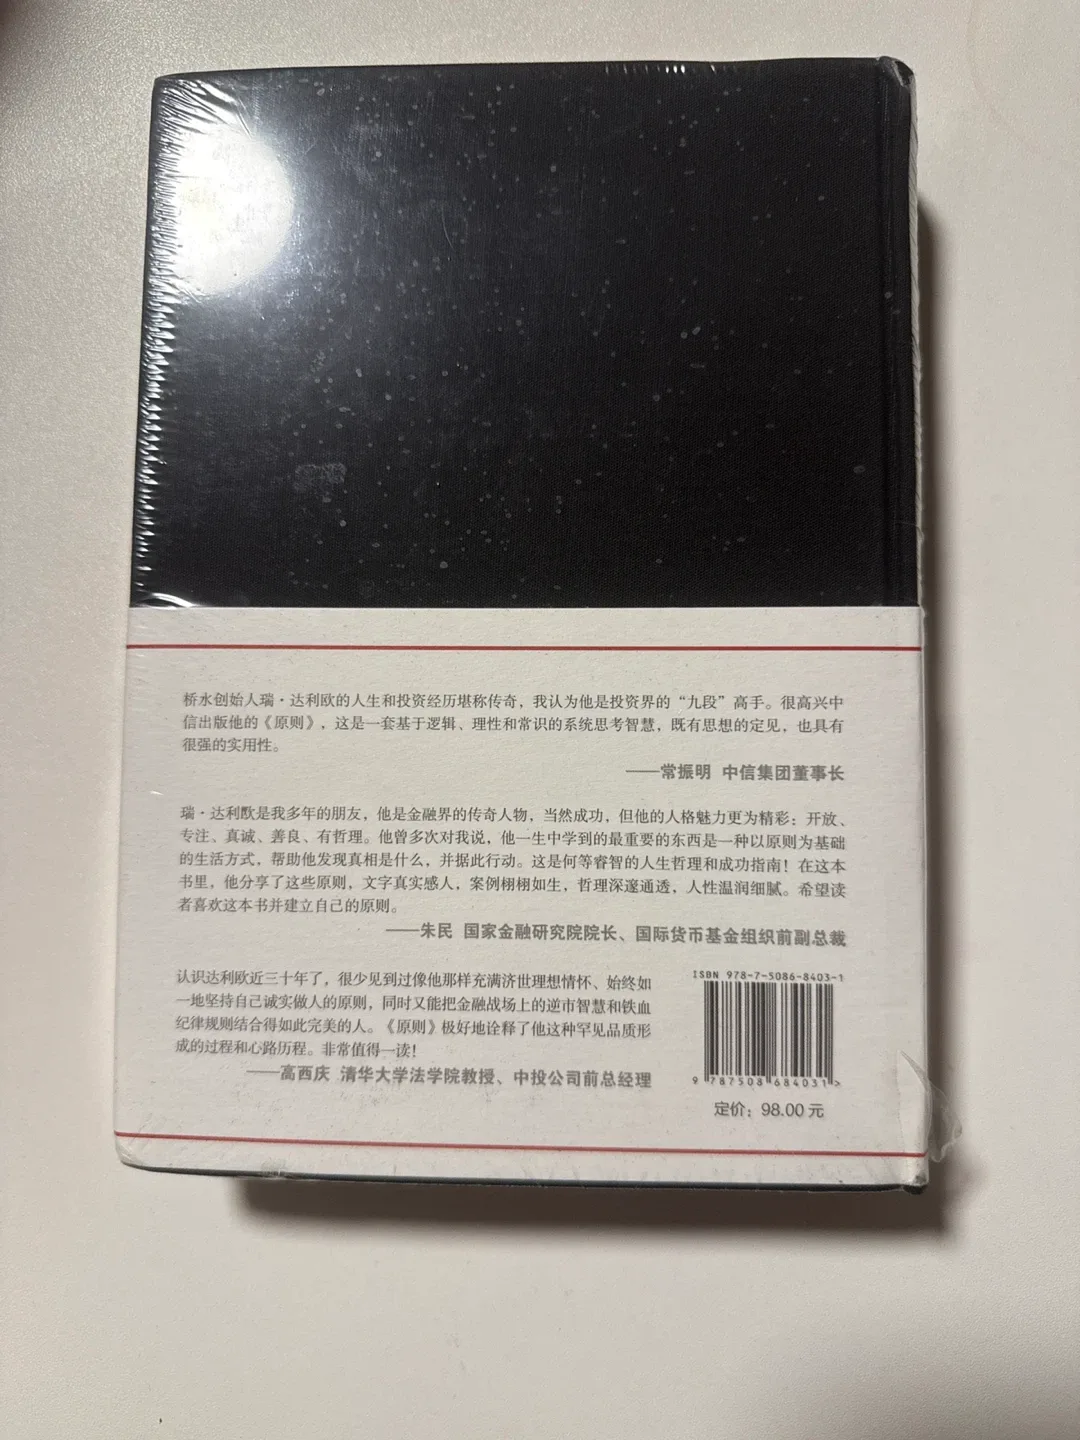 桥水创始人瑞·达利欧的人生和投资经历堪称传奇，我认为他是投资界的“九段”高手。很高兴中
信出版他的《原则》，这是一套基于逻辑、理性和常识的系统思考智慧，既有思想的定见，也具有
很强的实用性。
——常振明 中信集团董事长
瑞·达利欧是我多年的朋友，他是金融界的传奇人物，当然成功，但他的人格魅力更为精彩：开放、
专注、真诚、善良、有哲理。他曾多次对我说，他一生中学到的最重要的东西是一种以原则为基础
的生活方式，帮助他发现真相是什么，并据此行动。这是何等睿智的人生哲理和成功指南！在这本
书里，他分享了这些原则，文字真实感人，案例栩栩如生，哲理深邃通透，人性温润细腻。希望读
者喜欢这本书并建立自己的原则。
——朱民 国家金融研究院院长、国际货币基金组织前副总裁
认识达利欧近三十年了，很少见到过像他那样充满济世理想情怀、始终如
一地坚持自己诚实做人的原则，同时又能把金融战场上的逆市智慧和铁血
纪律规则结合得如此完美的人。《原则》极好地诠释了他这种罕见品质形
成的过程和心路历程。非常值得一读！
——高西庆 清华大学法学院教授、中投公司前总经理
ISBN 978-7-5086-8403-1
9 787508 684031 >
定价：98.00 元